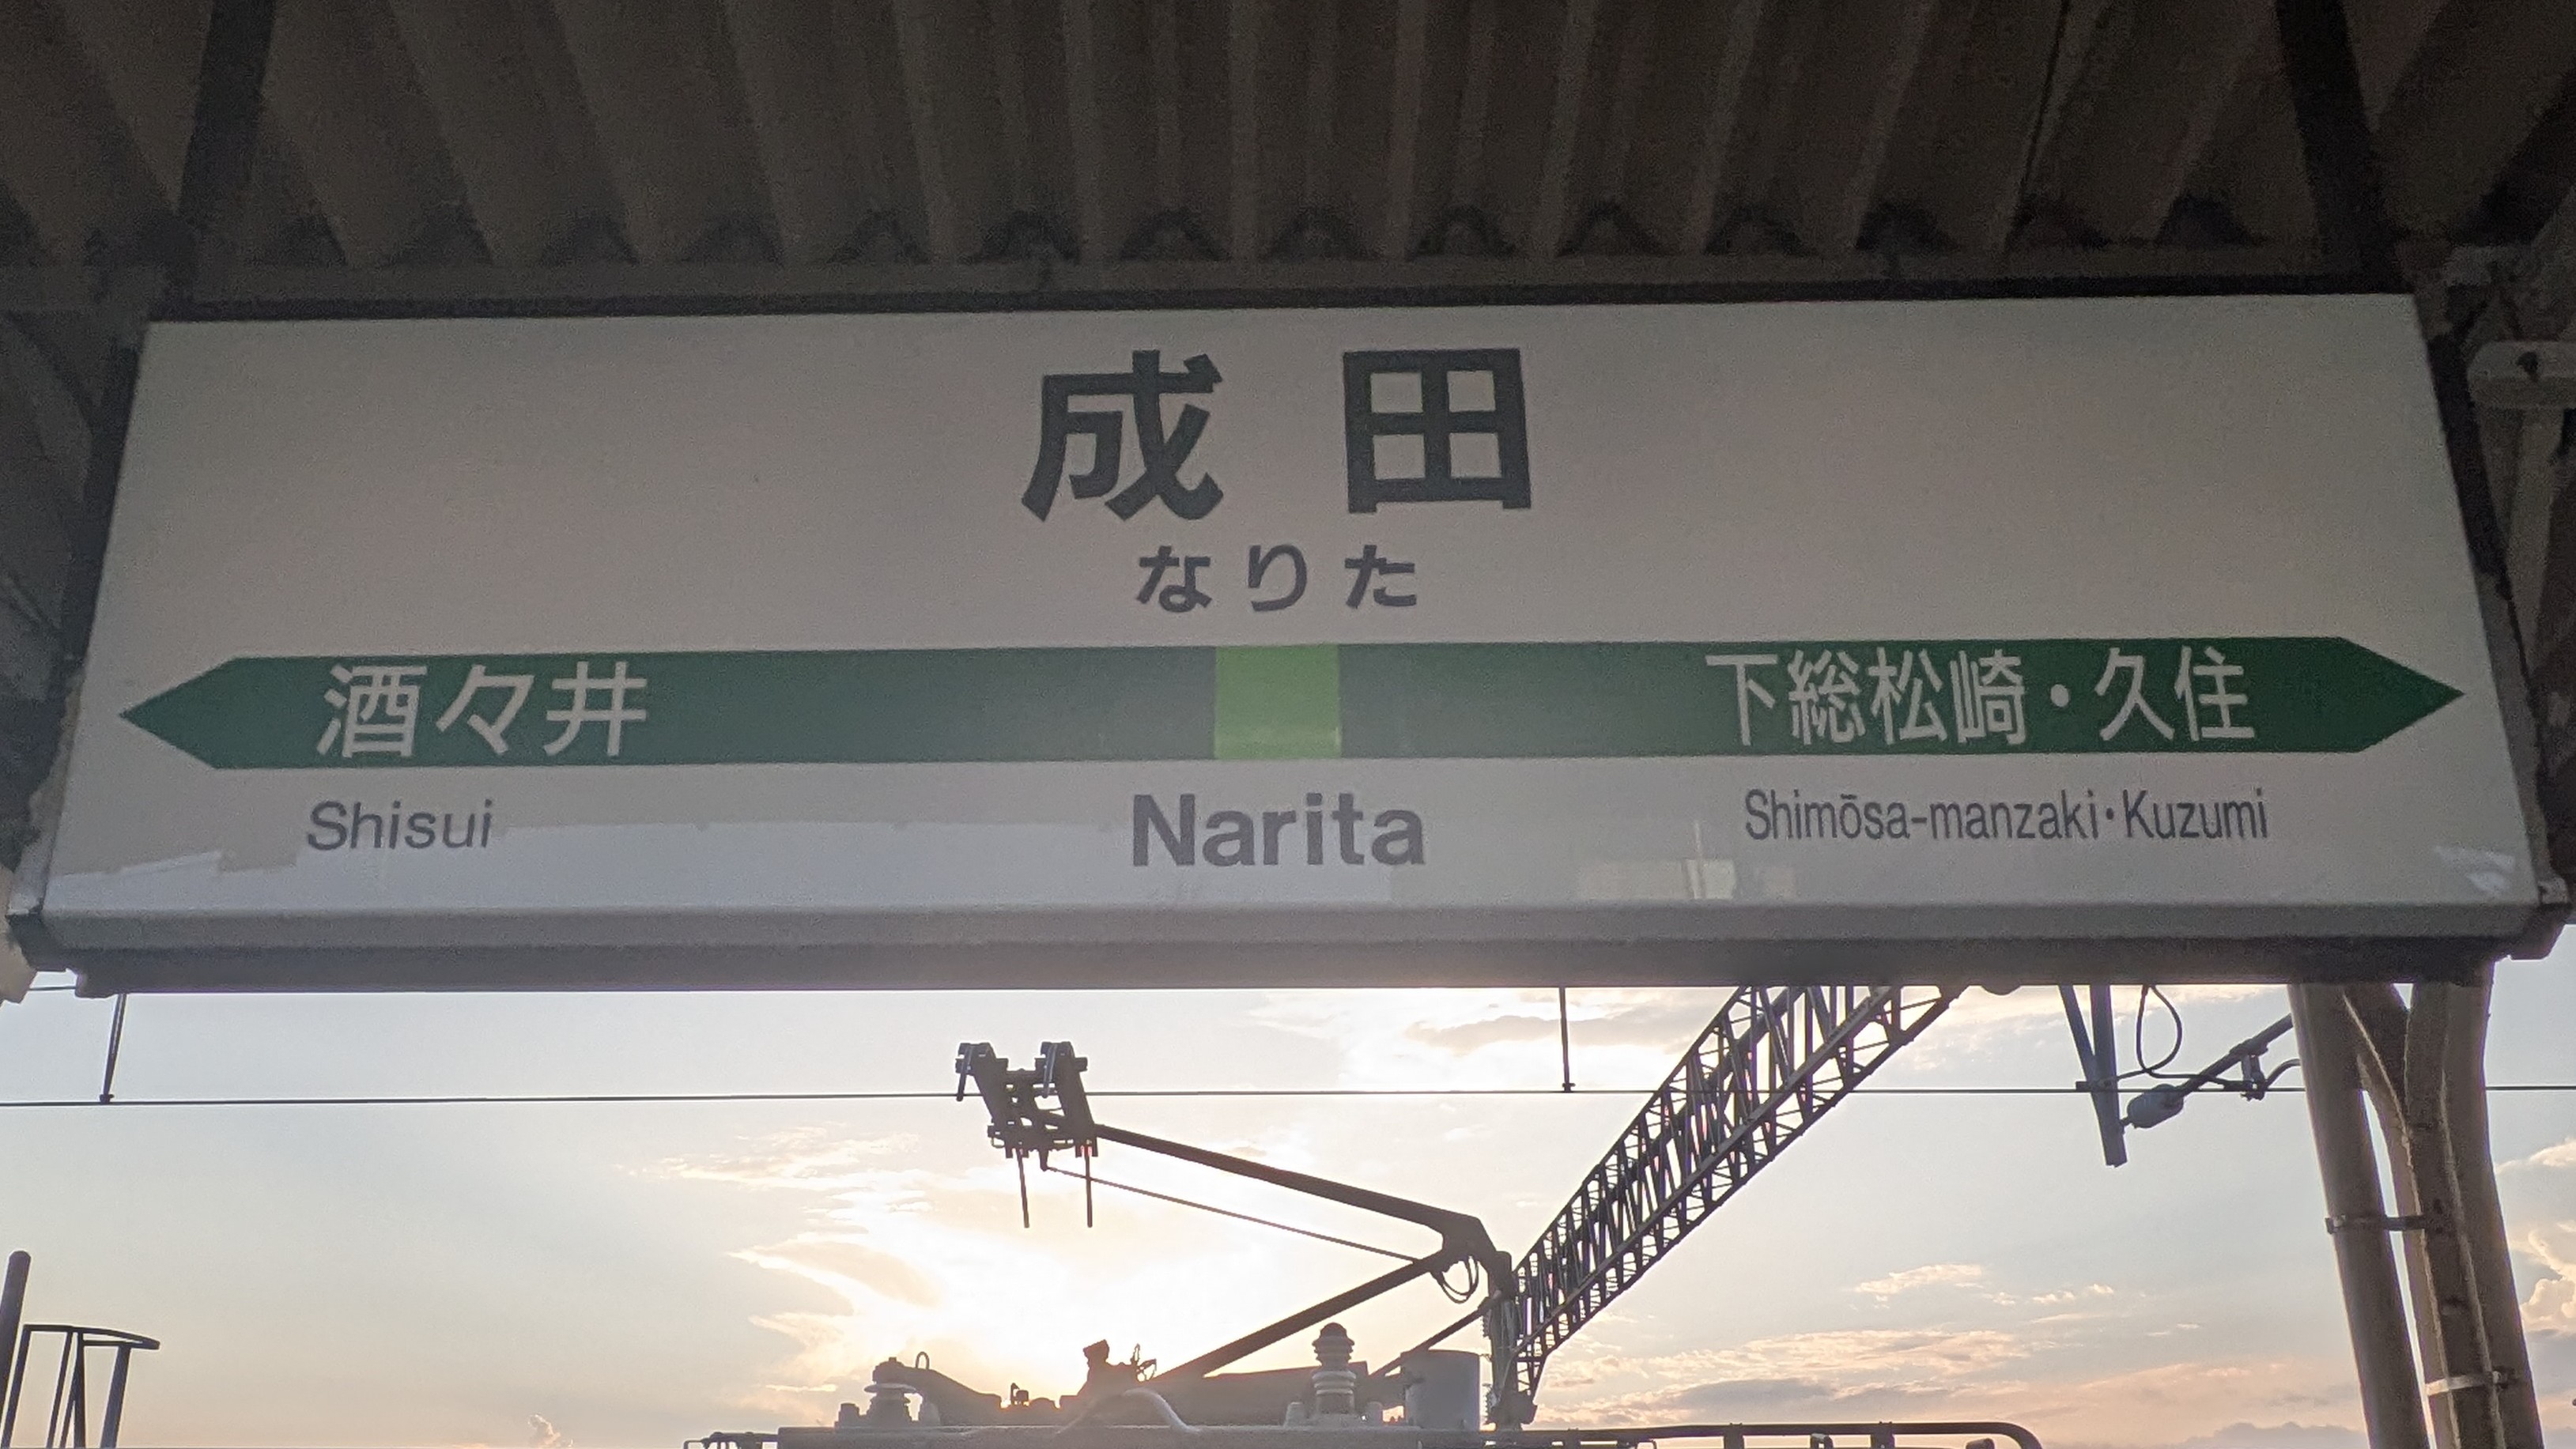 成田
なりた
酒々井
下総松崎・久住
Shisui
Narita
Shimōsa-manzaki・Kuzumi